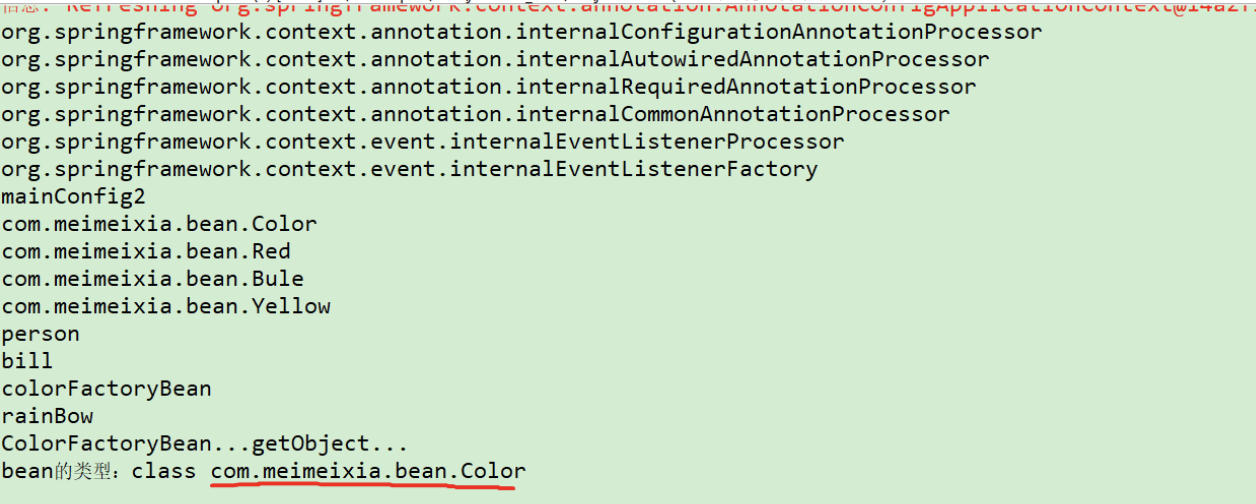 信息: Refreshing org.springframework.context.annotation.AnnotationConfigApplicationContext@14a2f
org.springframework.context.annotation.internalConfigurationAnnotationProcessor
org.springframework.context.annotation.internalAutowiredAnnotationProcessor
org.springframework.context.annotation.internalRequiredAnnotationProcessor
org.springframework.context.annotation.internalCommonAnnotationProcessor
org.springframework.context.event.internalEventListenerProcessor
org.springframework.context.event.internalEventListenerFactory
mainConfig2
com.meimeixia.bean.Color
com.meimeixia.bean.Red
com.meimeixia.bean.Bule
com.meimeixia.bean.Yellow
person
bill
colorFactoryBean
rainBow
ColorFactoryBean...getObject...
bean的类型：class com.meimeixia.bean.Color